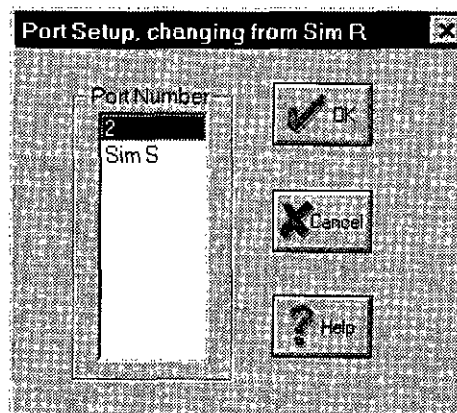 Port Setup, changing from Sim R
Port Number
2
Sim S
OK
Cancel
Help